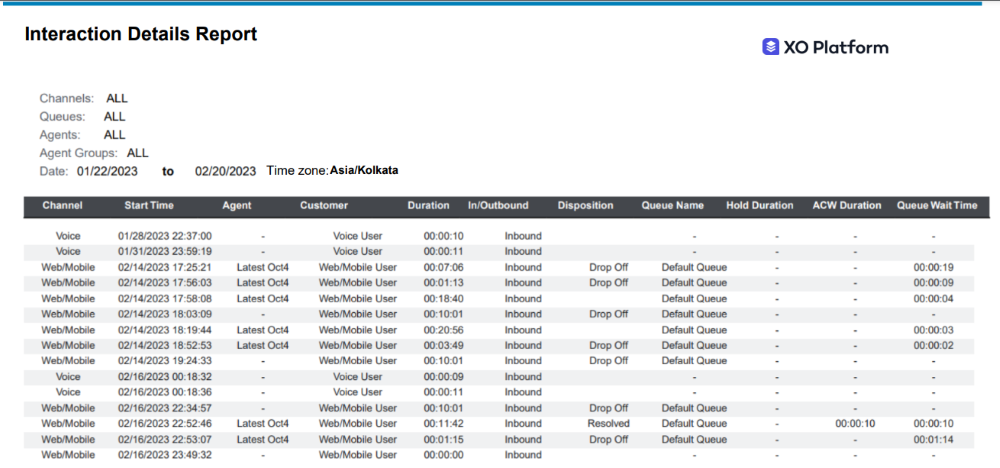 Interaction Details Report
XO Platform
Channels: ALL
Queues: ALL
Agents: ALL
Agent Groups: ALL
Date: 01/22/2023 to 02/20/2023 Time zone: Asia/Kolkata
Channel Start Time Agent Customer Duration In/Outbound Disposition Queue Name Hold Duration ACW Duration Queue Wait Time
Voice 01/28/2023 22:37:00 - Voice User 00:00:10 Inbound - - - -
Voice 01/31/2023 23:59:19 - Voice User 00:00:11 Inbound - - - -
Web/Mobile 02/14/2023 17:25:21 Latest Oct4 Web/Mobile User 00:07:06 Inbound Drop Off Default Queue - - 00:00:19
Web/Mobile 02/14/2023 17:56:03 Latest Oct4 Web/Mobile User 00:01:13 Inbound Drop Off Default Queue - - 00:00:09
Web/Mobile 02/14/2023 17:58:08 Latest Oct4 Web/Mobile User 00:18:40 Inbound Default Queue - - 00:00:04
Web/Mobile 02/14/2023 18:03:09 - Web/Mobile User 00:10:01 Inbound Drop Off Default Queue - - -
Web/Mobile 02/14/2023 18:19:44 Latest Oct4 Web/Mobile User 00:20:56 Inbound Default Queue - - 00:00:03
Web/Mobile 02/14/2023 18:52:53 Latest Oct4 Web/Mobile User 00:03:49 Inbound Drop Off Default Queue - - 00:00:02
Web/Mobile 02/14/2023 19:24:33 - Web/Mobile User 00:10:01 Inbound Drop Off Default Queue - - -
Voice 02/16/2023 00:18:32 - Voice User 00:00:09 Inbound - - - -
Voice 02/16/2023 00:18:36 - Voice User 00:00:11 Inbound - - - -
Web/Mobile 02/16/2023 22:34:57 - Web/Mobile User 00:10:01 Inbound Drop Off Default Queue - - -
Web/Mobile 02/16/2023 22:52:46 Latest Oct4 Web/Mobile User 00:11:42 Inbound Resolved Default Queue - 00:00:10 00:00:10
Web/Mobile 02/16/2023 22:53:07 Latest Oct4 Web/Mobile User 00:01:15 Inbound Drop Off Default Queue - - 00:01:14
Web/Mobile 02/16/2023 23:49:32 - Web/Mobile User 00:00:00 Inbound - - - -